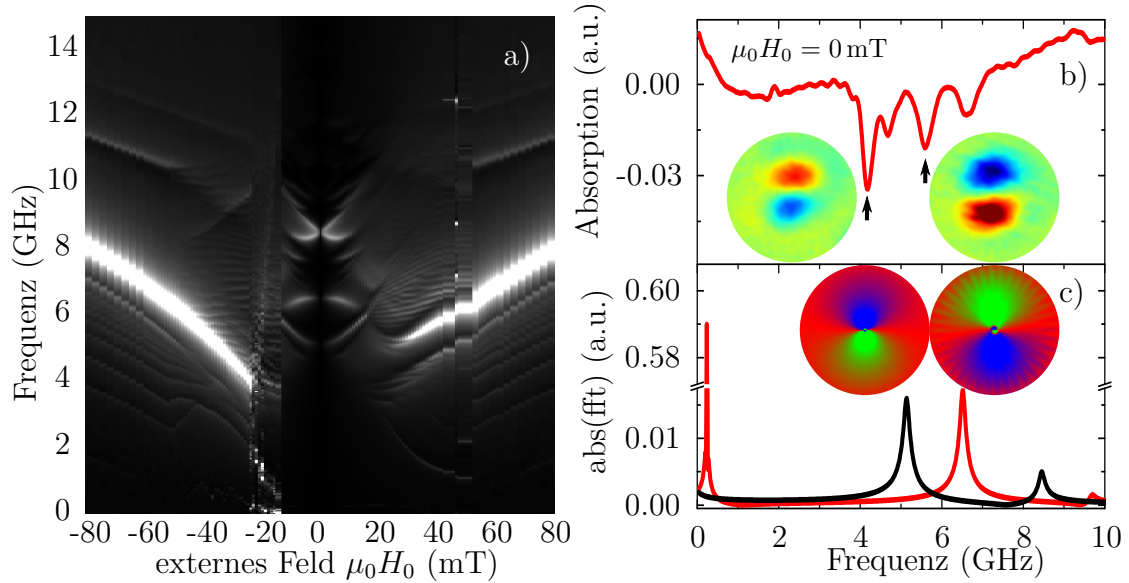 14
12
10
8
6
4
2
0
Frequenz (GHz)
a)
-80 -60 -40 -20 0 20 40 60 80
externes Feld μ₀H₀ (mT)
b)
μ₀H₀ = 0 mT
0.00
-0.03
Absorption (a.u.)
c)
0.60
0.58
0.01
0.00
abs(fft) (a.u.)
0 2 4 6 8 10
Frequenz (GHz)